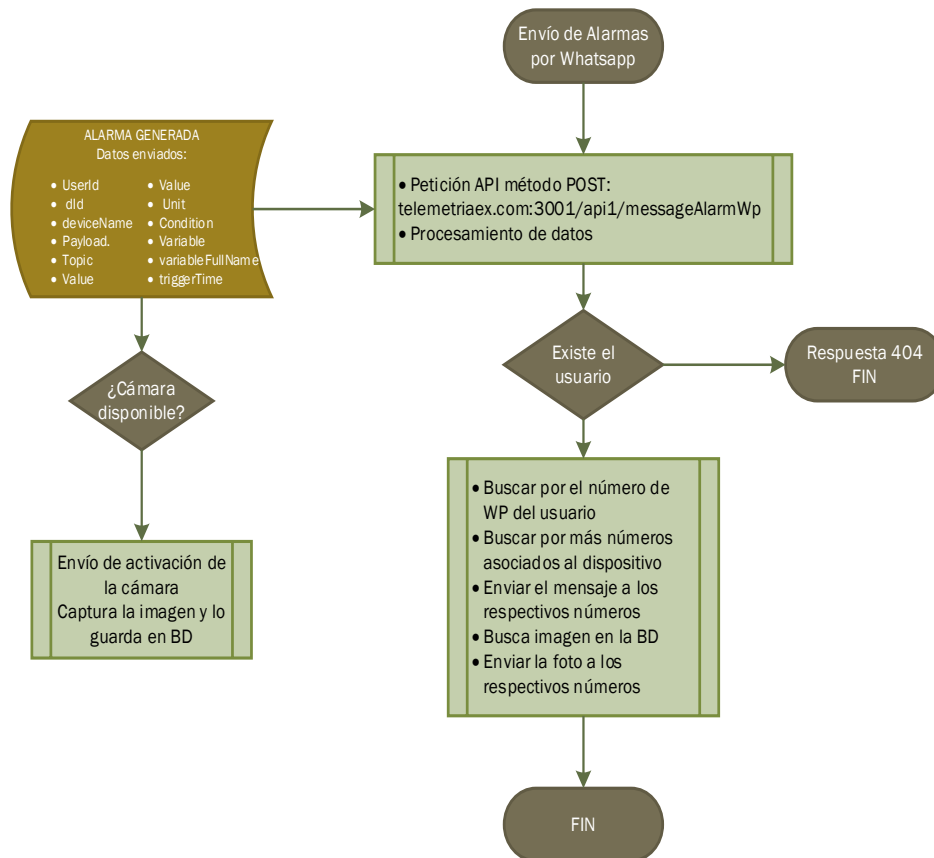 Envío de Alarmas
por Whatsapp
ALARMA GENERADA
Datos enviados:
• UserId
• dId
• deviceName
• Payload.
• Topic
• Value
• Value
• Unit
• Condition
• Variable
• variableFullName
• triggerTime
• Petición API método POST:
telemetriaex.com:3001/api1/messageAlarmWp
• Procesamiento de datos
Existe el
usuario
Respuesta 404
FIN
¿Cámara
disponible?
• Buscar por el número de
WP del usuario
• Buscar por más números
asociados al dispositivo
• Enviar el mensaje a los
respectivos números
• Busca imagen en la BD
• Enviar la foto a los
respectivos números
Envío de activación de
la cámara
Captura la imagen y lo
guarda en BD
FIN